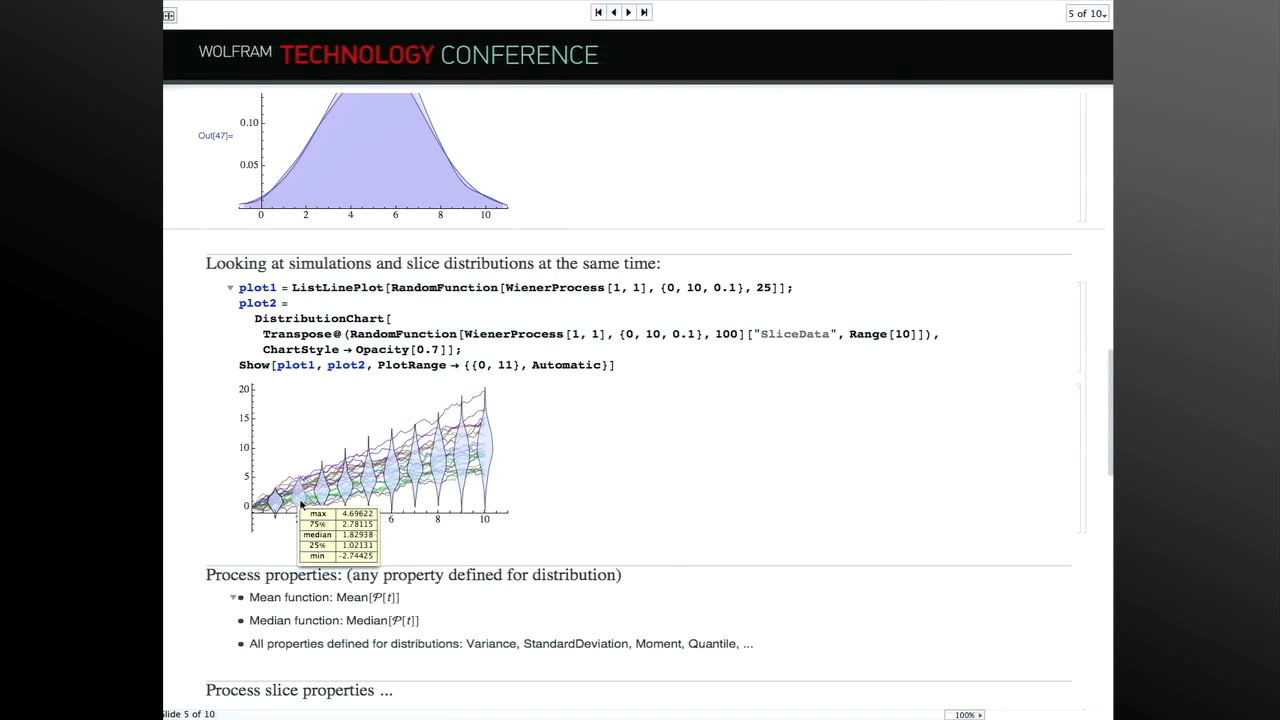 5 of 10
WOLFRAM TECHNOLOGY CONFERENCE
0.10
Out[47]=
0.05
0 2 4 6 8 10
Looking at simulations and slice distributions at the same time:
plot1 = ListLinePlot[RandomFunction[WienerProcess[1, 1], {0, 10, 0.1}, 25]];
plot2 =
DistributionChart[
Transpose@(RandomFunction[WienerProcess[1, 1], {0, 10, 0.1}, 100]["SliceData", Range[10]]),
ChartStyle → Opacity[0.7]];
Show[plot1, plot2, PlotRange → {{0, 11}, Automatic}]
20
15
10
5
0
6 8 10
max 4.69622
75% 2.78115
median 1.82938
25% 1.02131
min -2.74425
Process properties: (any property defined for distribution)
• Mean function: Mean[𝒫[t]]
• Median function: Median[𝒫[t]]
• All properties defined for distributions: Variance, StandardDeviation, Moment, Quantile, ...
Process slice properties ...
Slide 5 of 10
100%